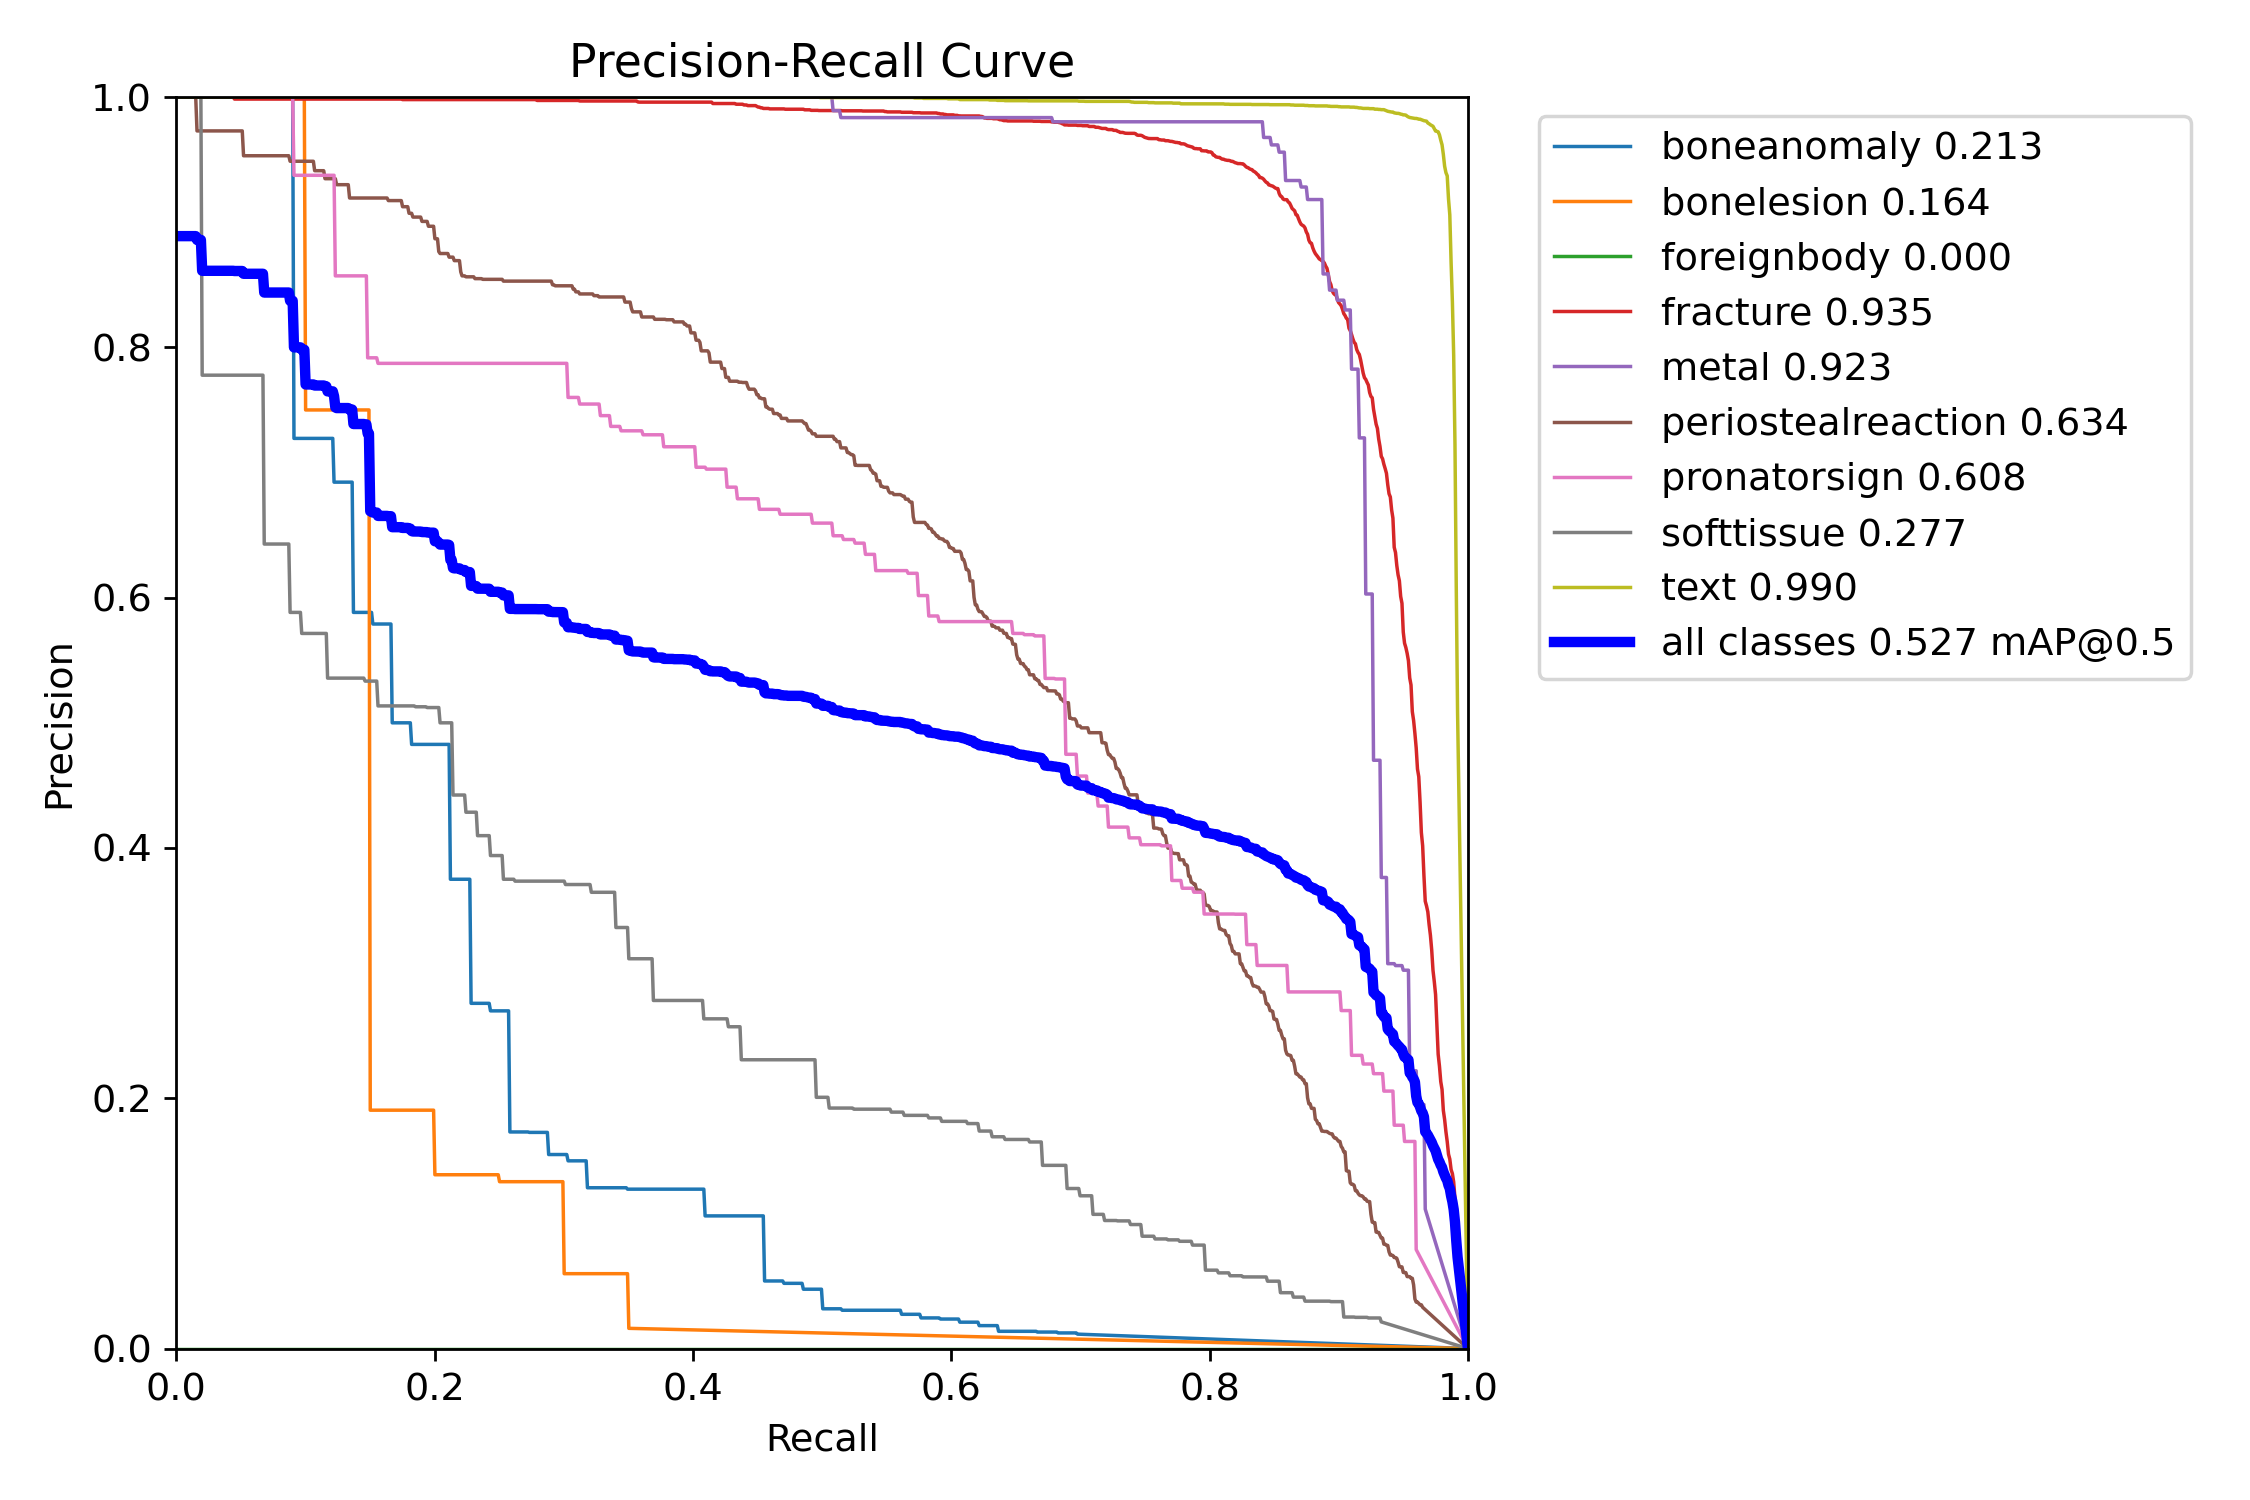 Precision-Recall Curve
1.0
0.8
0.6
0.4
0.2
0.0
Precision
0.0 0.2 0.4 0.6 0.8 1.0
Recall
boneanomaly 0.213
bonelesion 0.164
foreignbody 0.000
fracture 0.935
metal 0.923
periostealreaction 0.634
pronatorsign 0.608
softtissue 0.277
text 0.990
all classes 0.527 mAP@0.5